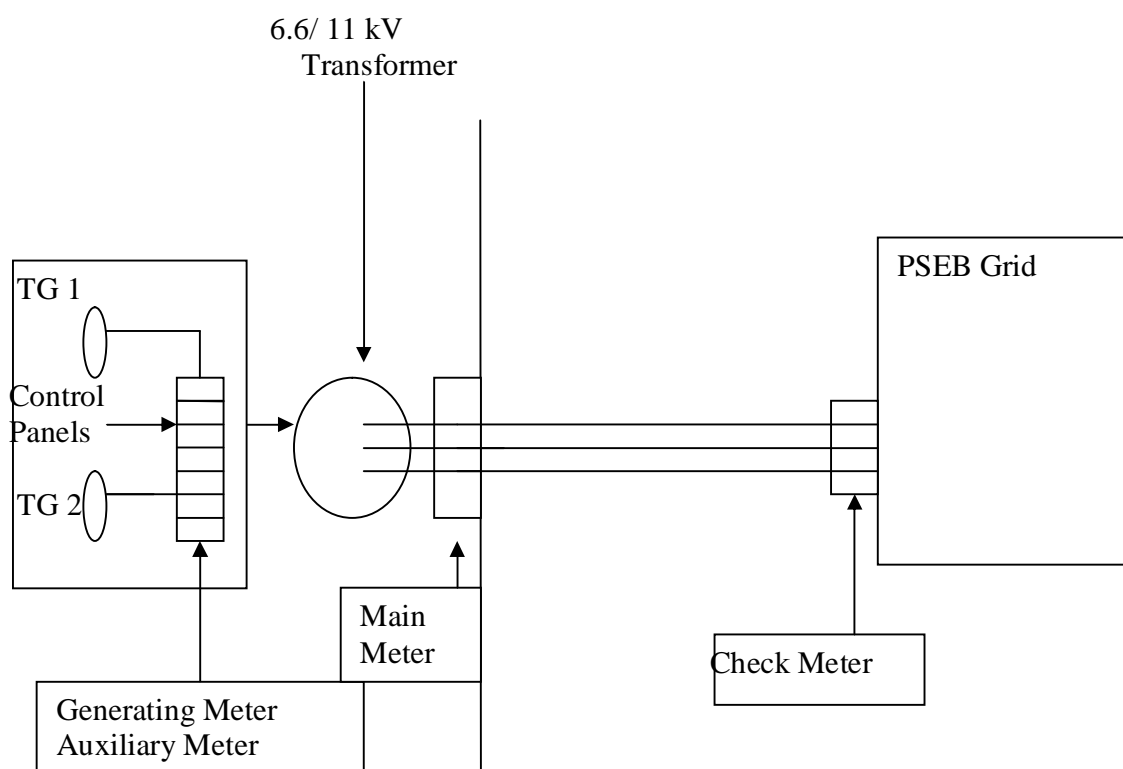 6.6/ 11 kV
Transformer
PSEB Grid
TG 1
Control
Panels
TG 2
Main
Meter
Check Meter
Generating Meter
Auxiliary Meter